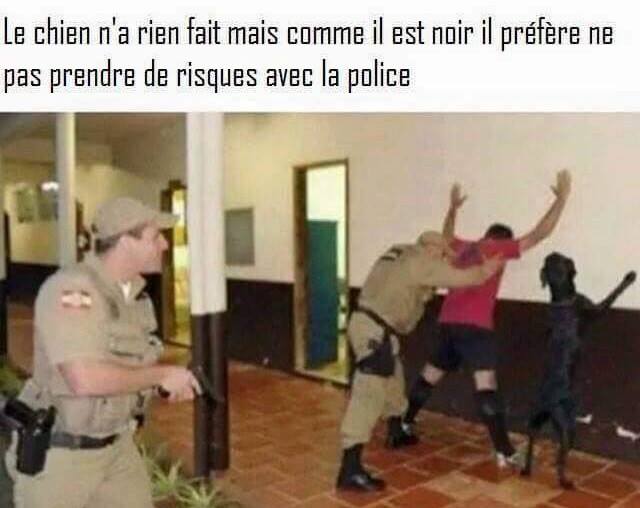 Le chien n'a rien fait mais comme il est noir il préfère ne
pas prendre de risques avec la police